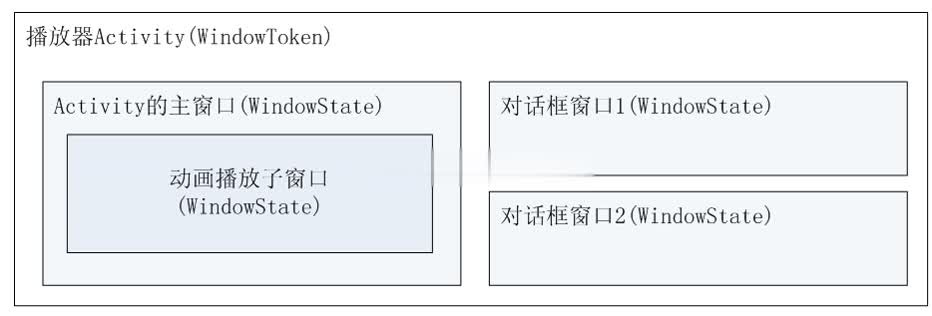 播放器Activity(WindowToken)
Activity的主窗口(WindowState)
动画播放子窗口
(WindowState)
对话框窗口1(WindowState)
对话框窗口2(WindowState)